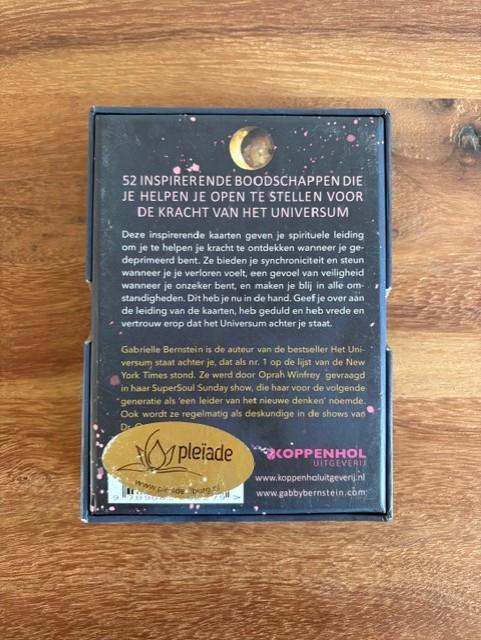 52 INSPIRERENDE BOODSCHAPPEN DIE
JE HELPEN JE OPEN TE STELLEN VOOR
DE KRACHT VAN HET UNIVERSUM
Deze inspirerende kaarten geven je spirituele leiding
om je te helpen je kracht te ontdekken wanneer je ge-
deprimeerd bent. Ze bieden je synchroniciteit en steun
wanneer je je verloren voelt, een gevoel van veiligheid
wanneer je onzeker bent, en maken je blij in alle om-
standigheden. Dit heb je nu in de hand. Geef je over aan
de leiding van de kaarten, heb geduld en heb vrede en
vertrouw erop dat het Universum achter je staat.
Gabrielle Bernstein is de auteur van de bestseller Het Uni-
versum staat achter je, dat als nr. 1 op de lijst van de New
York Times stond. Ze werd door Oprah Winfrey gevraagd
in haar SuperSoul Sunday show, die haar voor de volgende
generatie als 'een leider van het nieuwe denken' noemde.
Ook wordt ze regelmatig als deskundige in de shows van
pleïade
KOPPENHOL
UITGEVERIJ
www.koppenholuitgeverij.nl
www.gabbybernstein.com